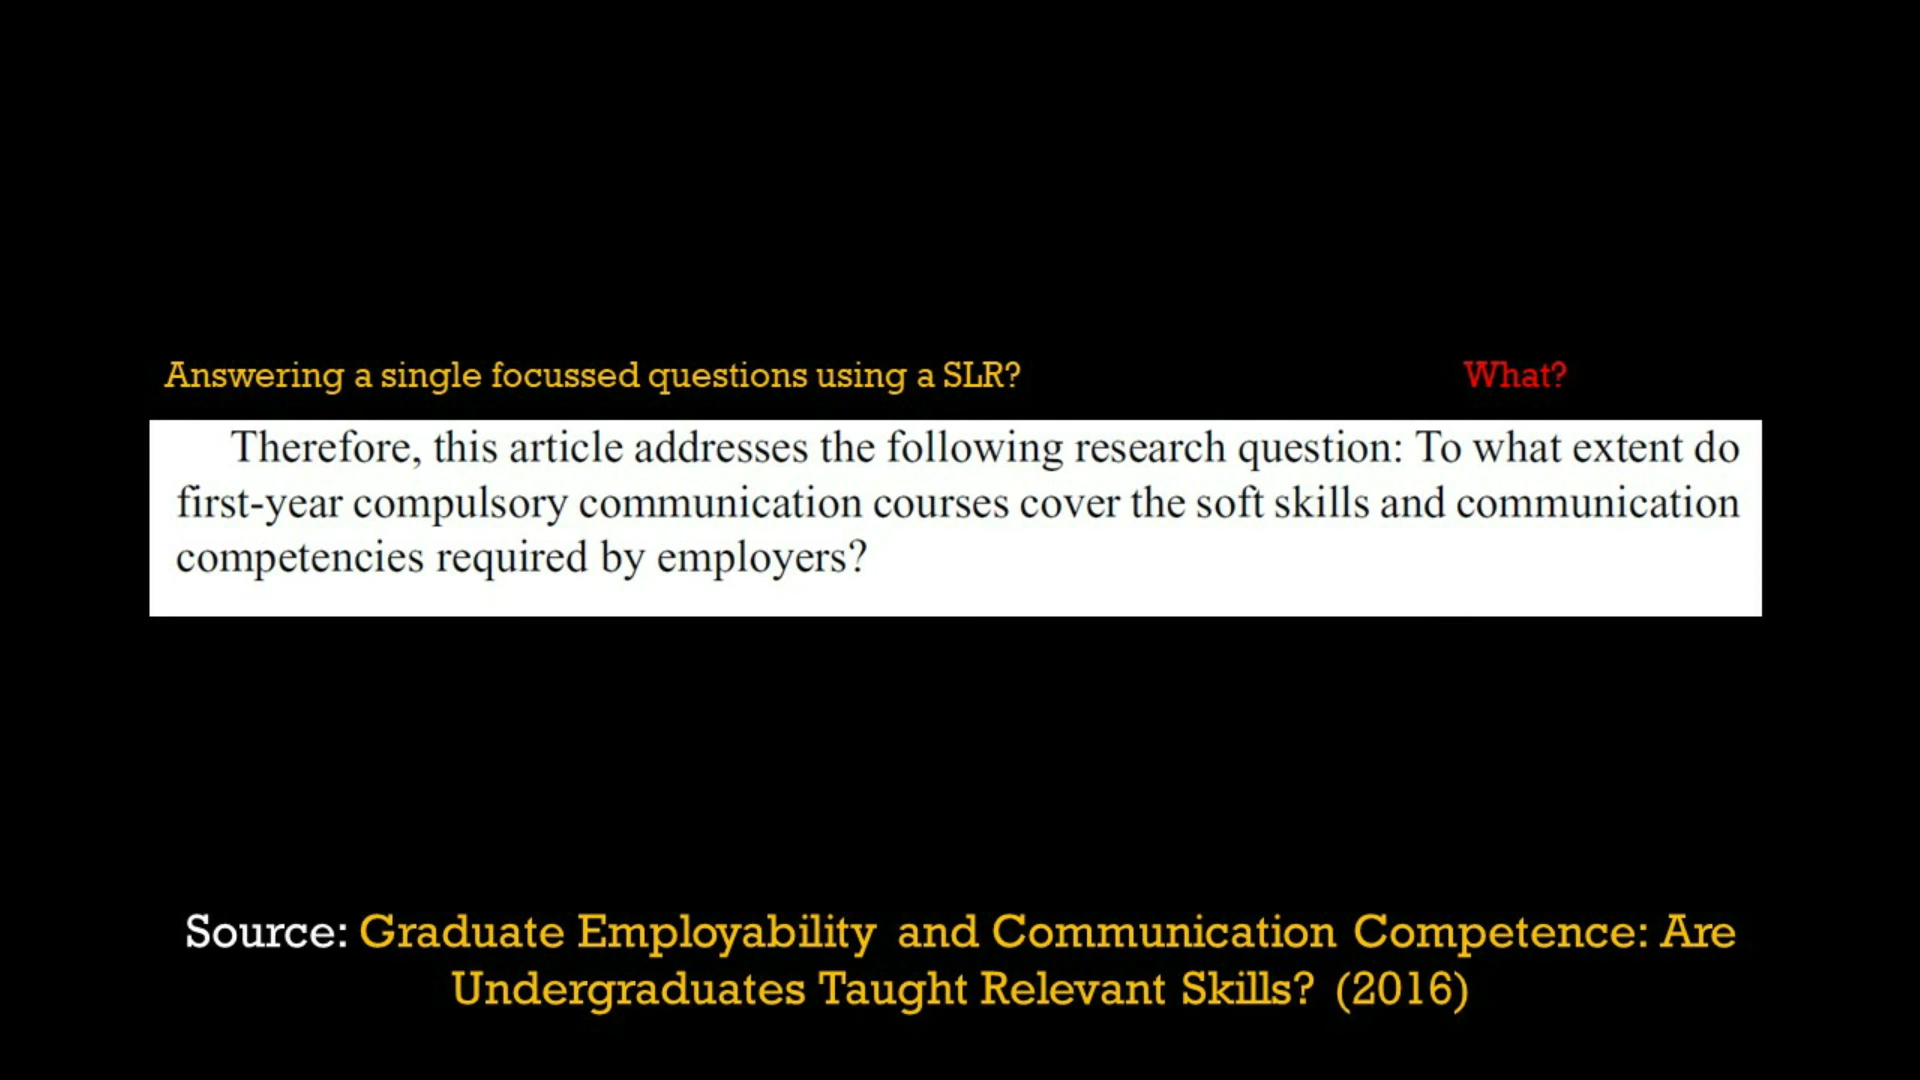 Answering a single focussed questions using a SLR? What?
Therefore, this article addresses the following research question: To what extent do
first-year compulsory communication courses cover the soft skills and communication
competencies required by employers?
Source: Graduate Employability and Communication Competence: Are
Undergraduates Taught Relevant Skills? (2016)